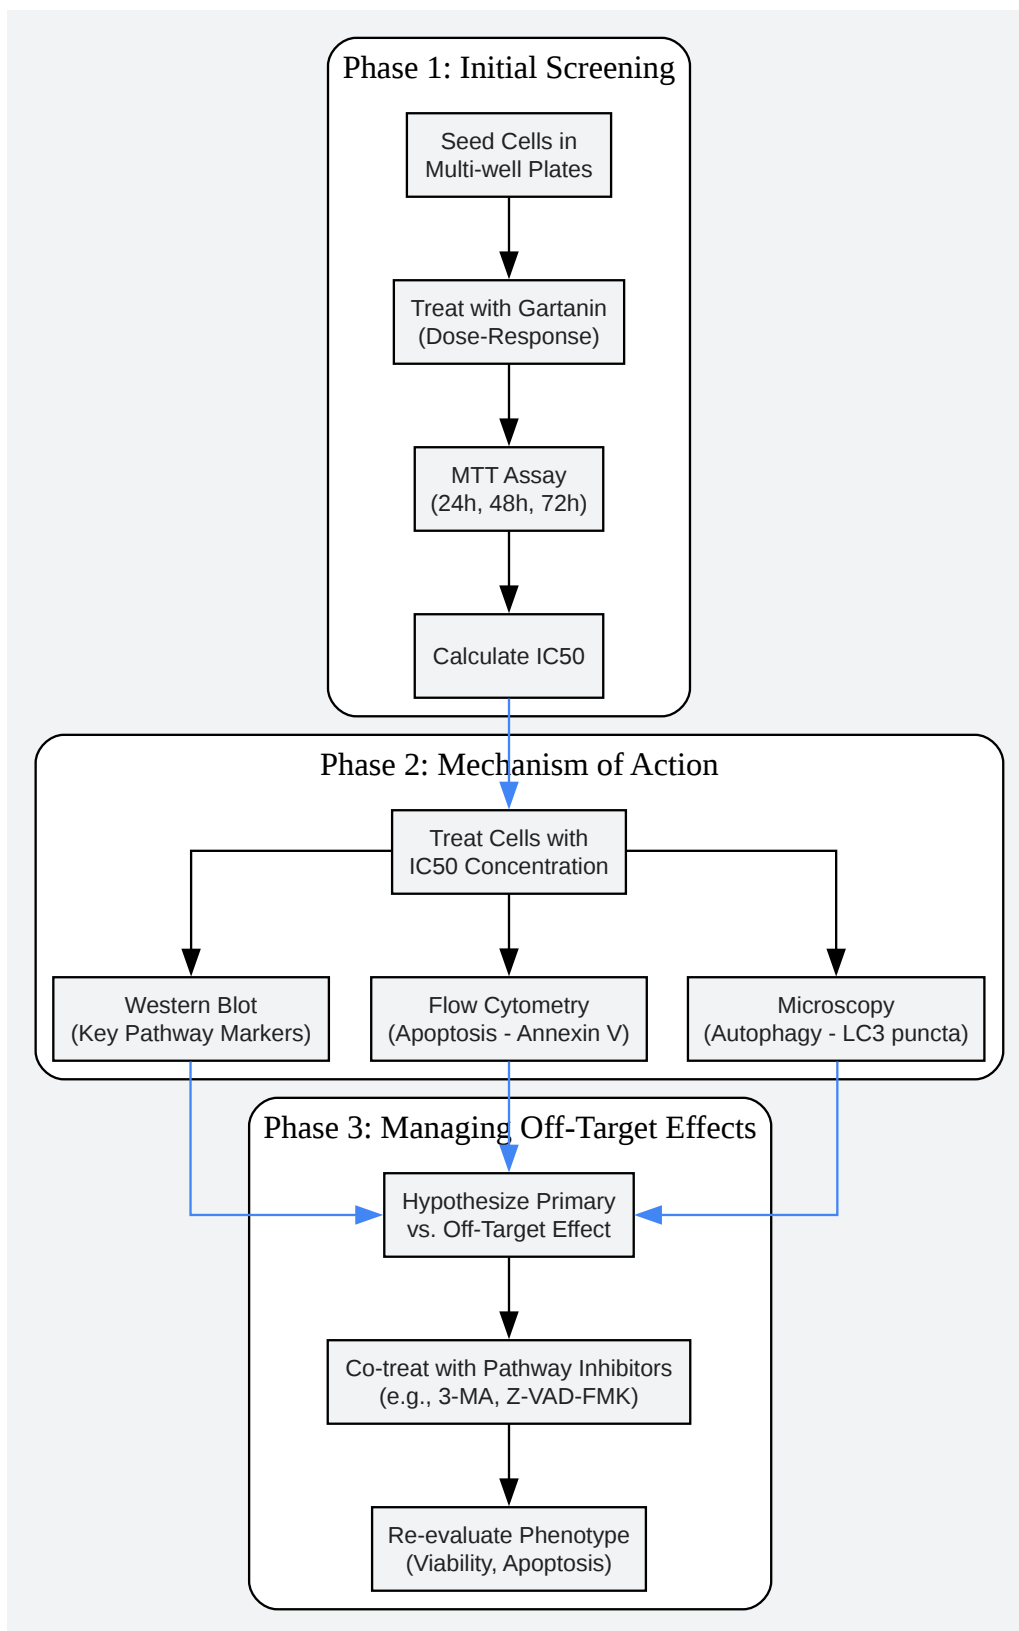 Phase 1: Initial Screening
Seed Cells in
Multi-well Plates
Treat with Gartanin
(Dose-Response)
MTT Assay
(24h, 48h, 72h)
Calculate IC50
Phase 2: Mechanism of Action
Treat Cells with
IC50 Concentration
Western Blot
(Key Pathway Markers)
Flow Cytometry
(Apoptosis - Annexin V)
Microscopy
(Autophagy - LC3 puncta)
Phase 3: Managing Off-Target Effects
Hypothesize Primary
vs. Off-Target Effect
Co-treat with Pathway Inhibitors
(e.g., 3-MA, Z-VAD-FMK)
Re-evaluate Phenotype
(Viability, Apoptosis)